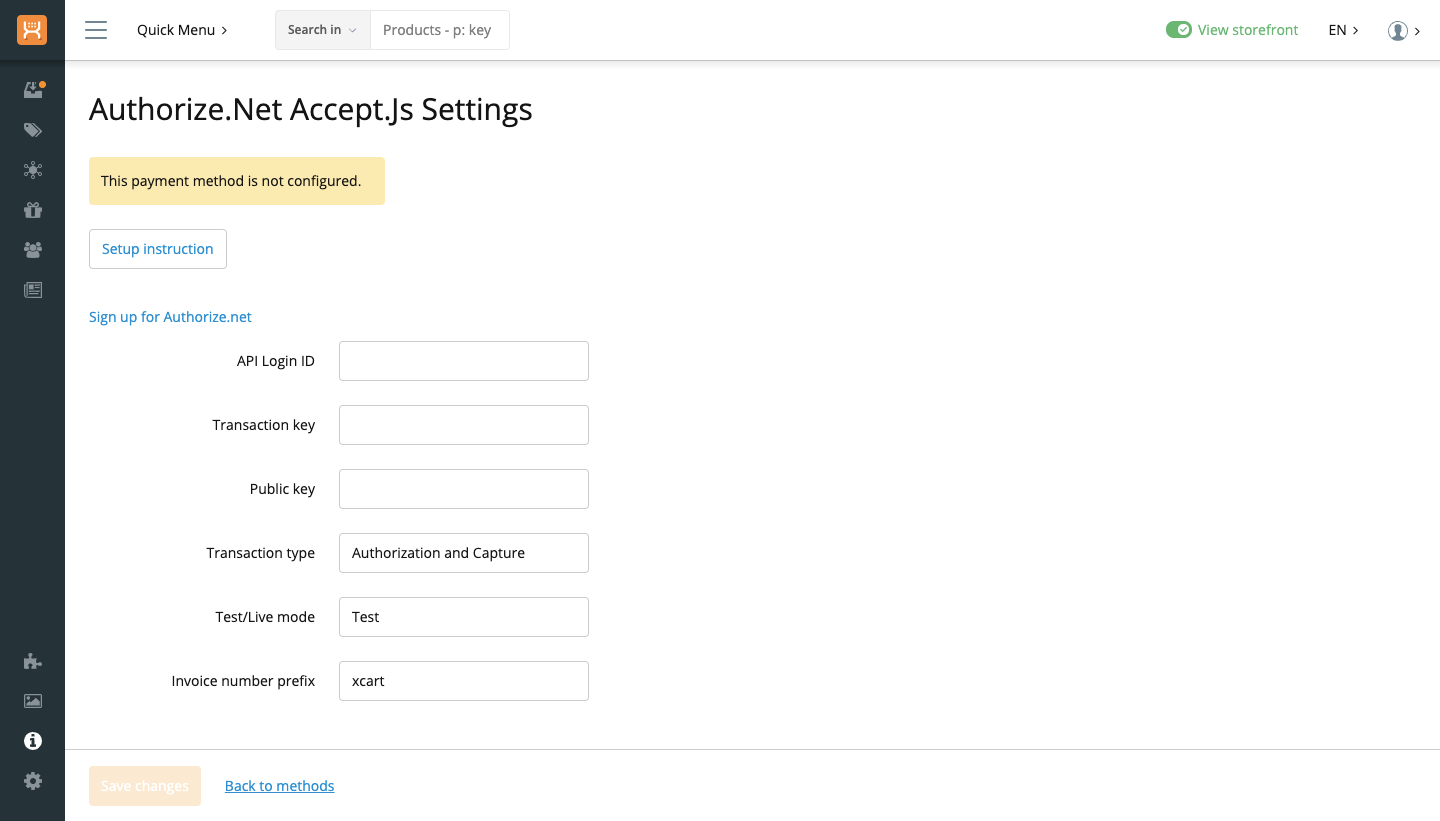 Quick Menu
Search in
Products - p: key
View storefront
EN
Authorize.Net Accept.Js Settings
This payment method is not configured.
Setup instruction
Sign up for Authorize.net
API Login ID
Transaction key
Public key
Transaction type
Authorization and Capture
Test/Live mode
Test
Invoice number prefix
xcart
Save changes
Back to methods